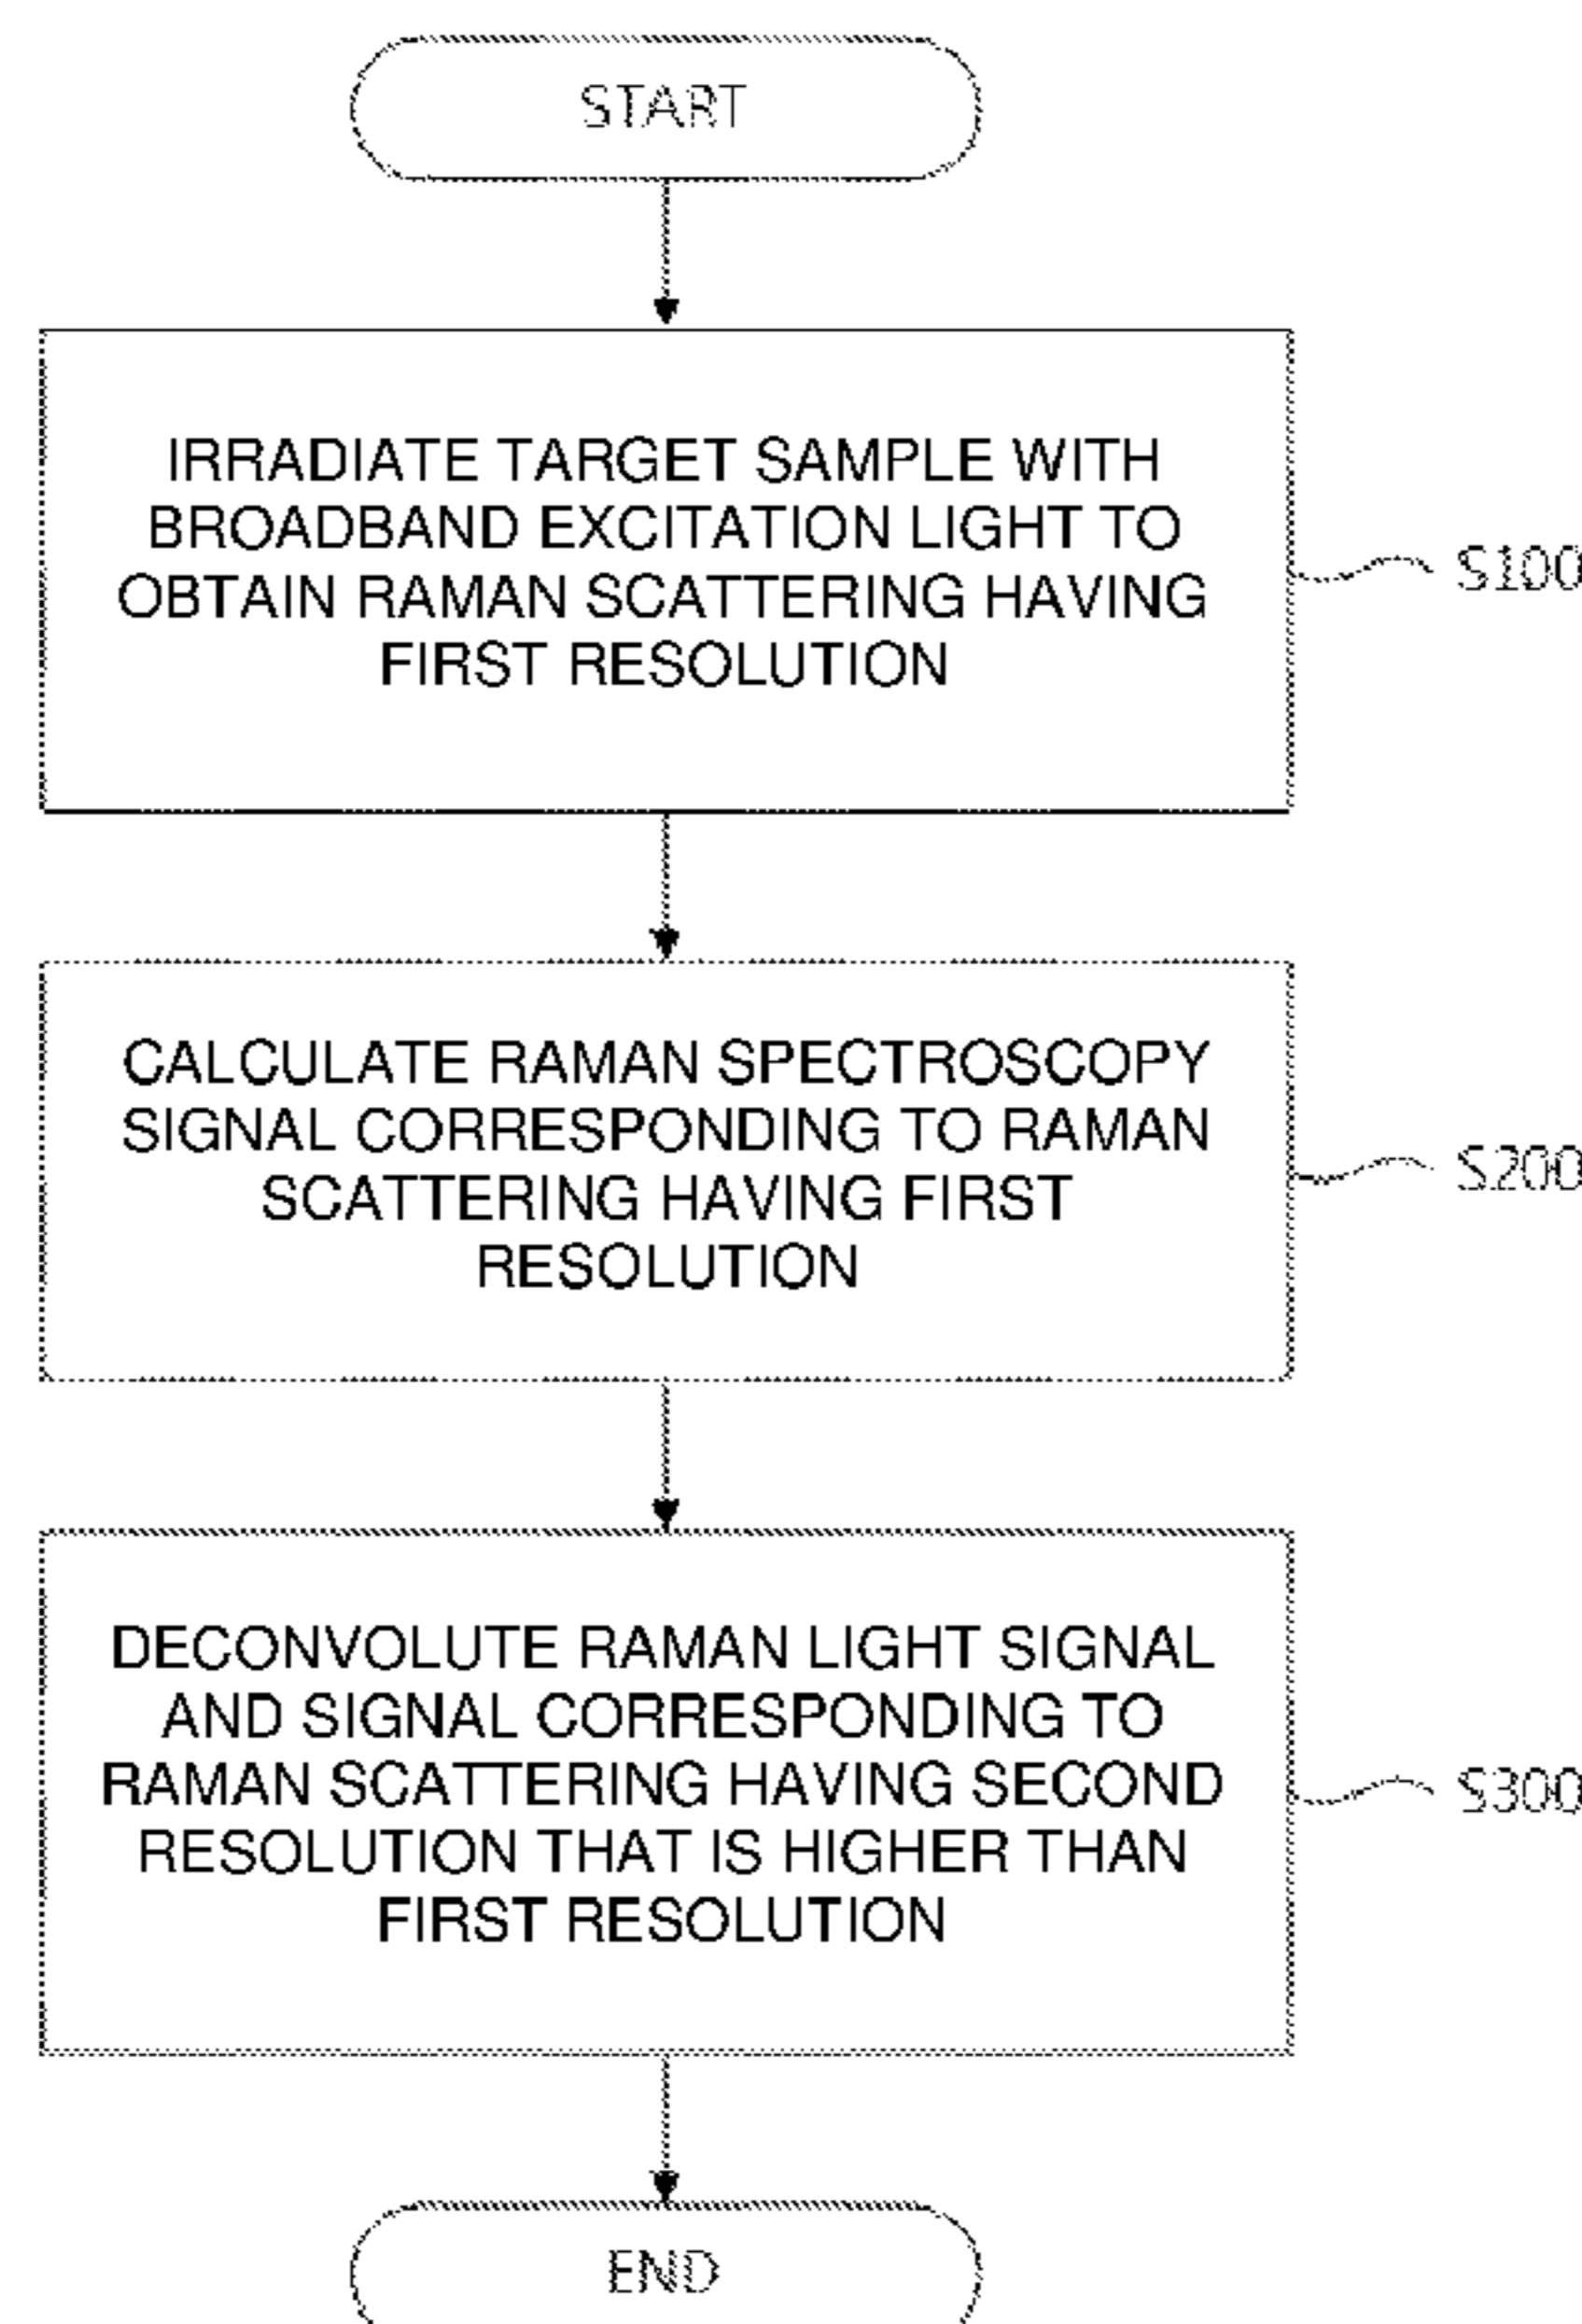 START
IRRADIATE TARGET SAMPLE WITH
BROADBAND EXCITATION LIGHT TO
OBTAIN RAMAN SCATTERING HAVING
FIRST RESOLUTION
S100
CALCULATE RAMAN SPECTROSCOPY
SIGNAL CORRESPONDING TO RAMAN
SCATTERING HAVING FIRST
RESOLUTION
S200
DECONVOLUTE RAMAN LIGHT SIGNAL
AND SIGNAL CORRESPONDING TO
RAMAN SCATTERING HAVING SECOND
RESOLUTION THAT IS HIGHER THAN
FIRST RESOLUTION
S300
END